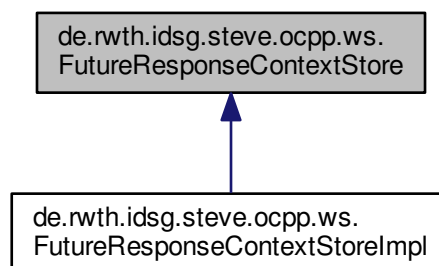 de.rwth.idsg.steve.ocpp.ws.
FutureResponseContextStore
de.rwth.idsg.steve.ocpp.ws.
FutureResponseContextStoreImpl